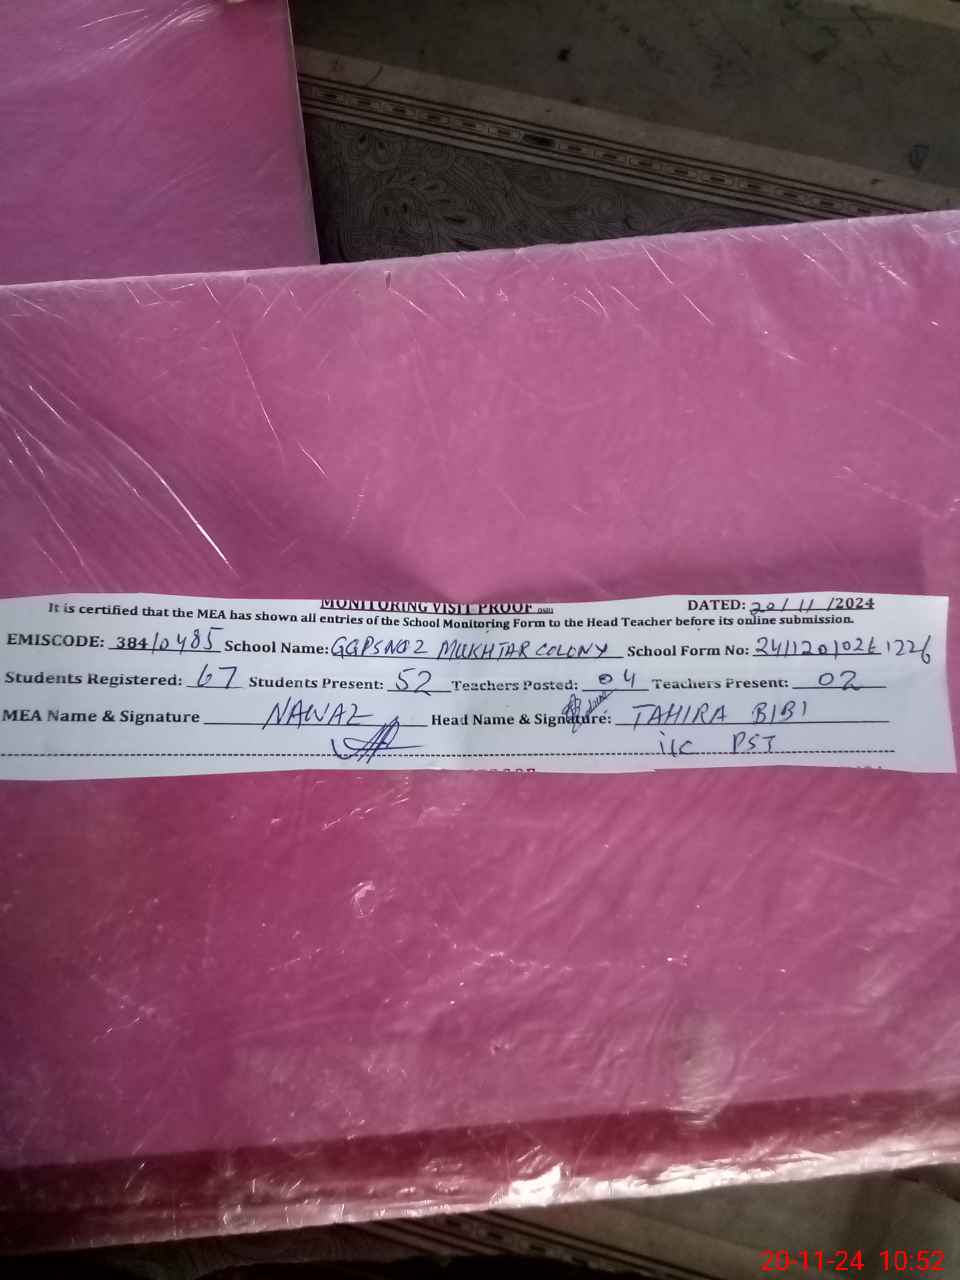 MONITORING VISIT PROOF
DATED: 20/11/2024
It is certified that the MEA has shown all entries of the School Monitoring Form to the Head Teacher before its online submission.
EMISCODE: 38410485 School Name: GGPS NO 2 MUKHTAR COLONY School Form No: 24112010261226
Students Registered: 67 Students Present: 52 Teachers Posted: 04 Teachers Present: 02
MEA Name & Signature NAWAZ Head Name & Signature: TAHIRA BIBI
PST
20-11-24 10:52